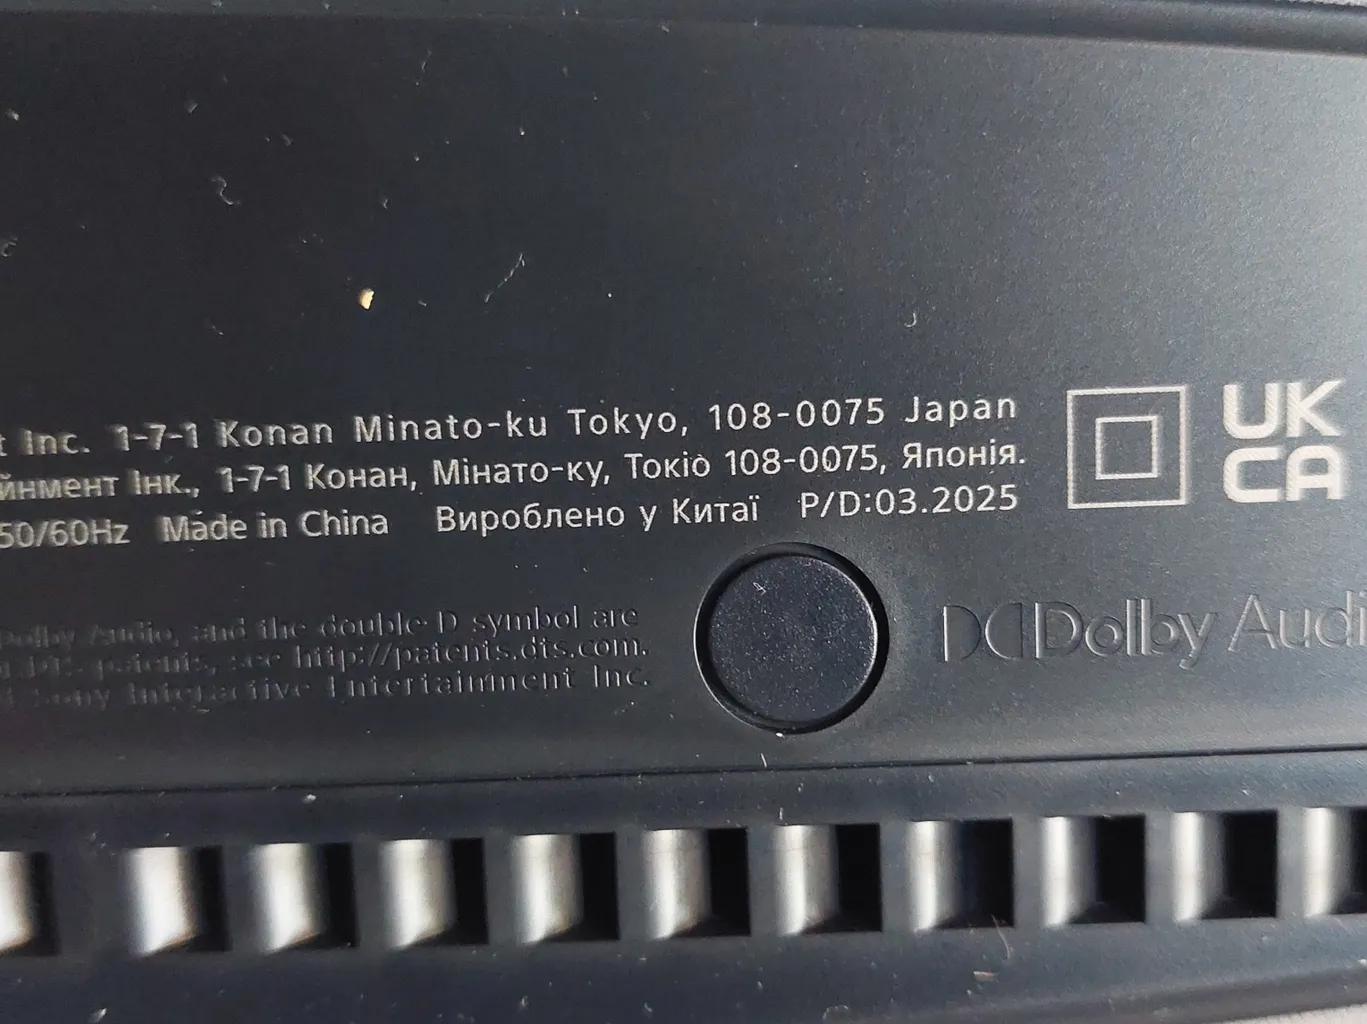 t Inc. 1-7-1 Konan Minato-ku Tokyo, 108-0075 Japan
йнмент Інк., 1-7-1 Конан, Мінато-ку, Токіо 108-0075, Японія.
50/60Hz Made in China Вироблено у Китаї P/D:03.2025
UK
CA
Dolby Audio, and the double-D symbol are
DTS patents, see http://patents.dts.com.
Sony Interactive Entertainment Inc.
Dolby Audi